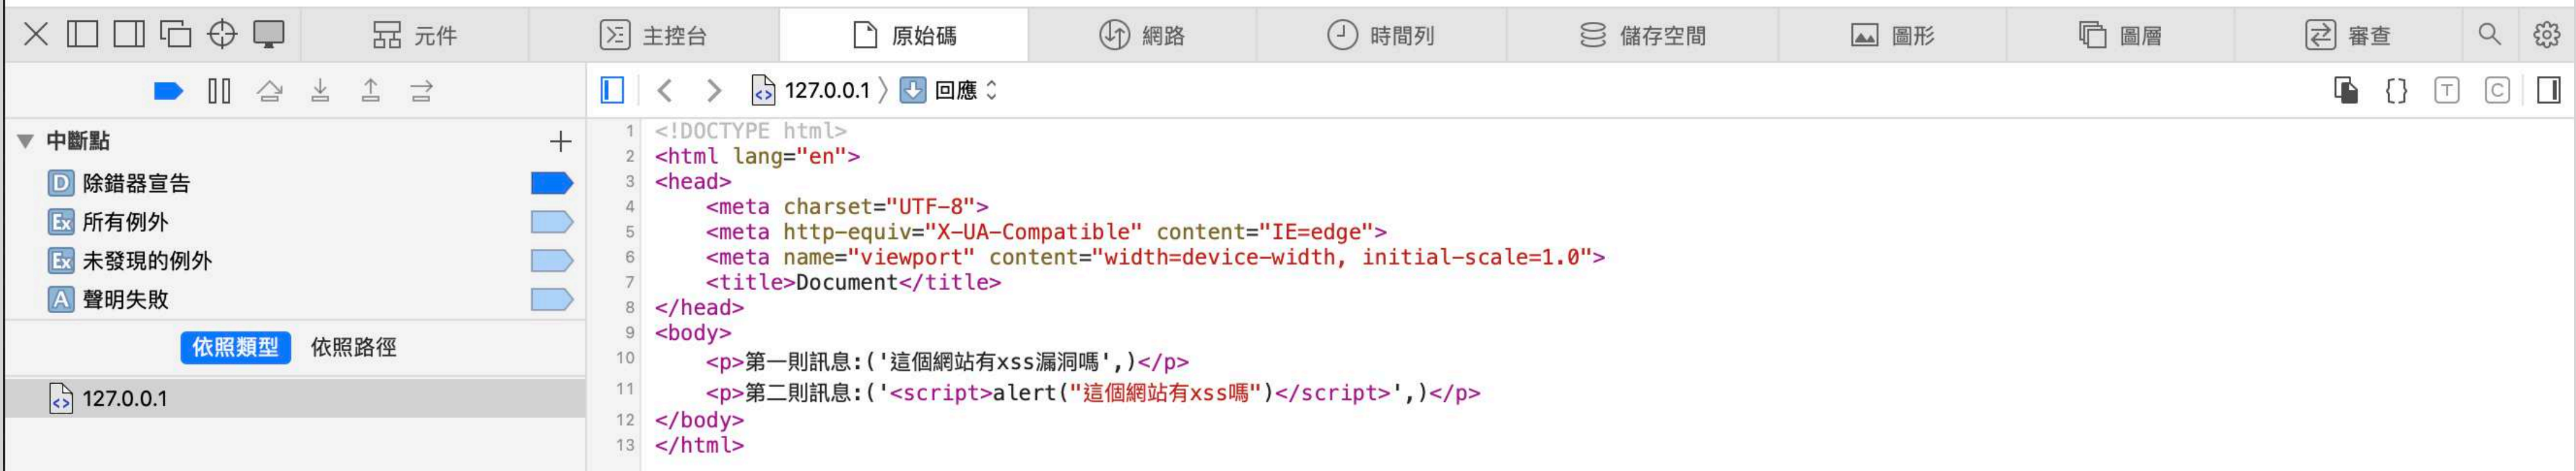 元件 主控台 原始碼 網路 時間列 儲存空間 圖形 圖層 審查
127.0.0.1 〉 回應
T C
中斷點 +
D 除錯器宣告
Ex 所有例外
Ex 未發現的例外
A 聲明失敗
依照類型 依照路徑
127.0.0.1
1 <!DOCTYPE html>
2 <html lang="en">
3 <head>
4 <meta charset="UTF-8">
5 <meta http-equiv="X-UA-Compatible" content="IE=edge">
6 <meta name="viewport" content="width=device-width, initial-scale=1.0">
7 <title>Document</title>
8 </head>
9 <body>
10 <p>第一則訊息:('這個網站有xss漏洞嗎',)</p>
11 <p>第二則訊息:('<script>alert("這個網站有xss嗎")</script>',)</p>
12 </body>
13 </html>